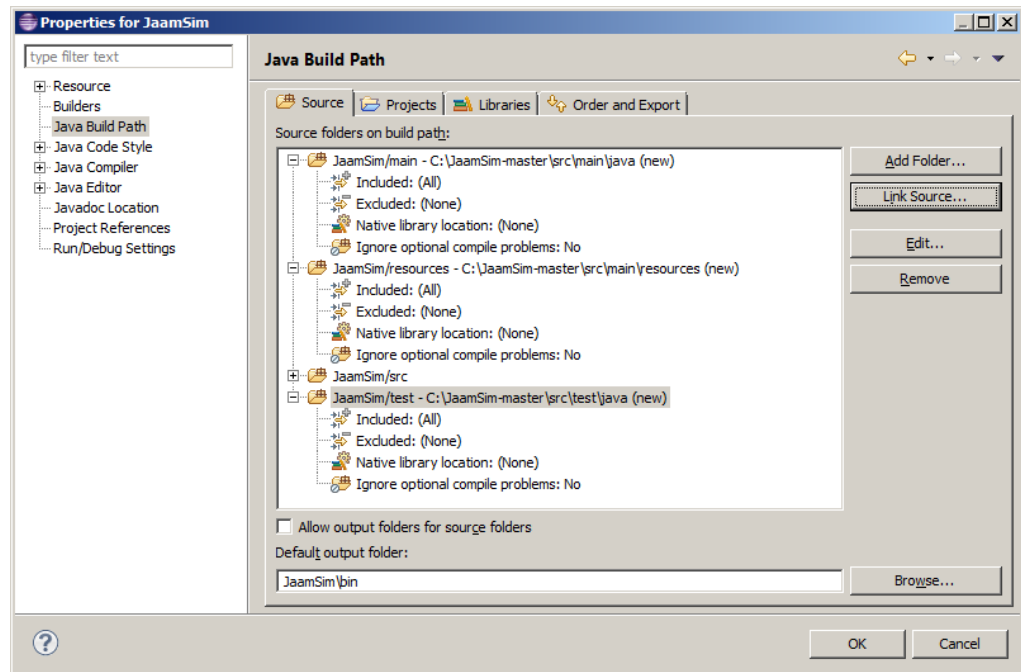 Properties for JaamSim
type filter text
Resource
Builders
Java Build Path
Java Code Style
Java Compiler
Java Editor
Javadoc Location
Project References
Run/Debug Settings
Java Build Path
Source Projects Libraries Order and Export
Source folders on build path:
JaamSim/main - C:\JaamSim-master\src\main\java (new)
Included: (All)
Excluded: (None)
Native library location: (None)
Ignore optional compile problems: No
JaamSim/resources - C:\JaamSim-master\src\main\resources (new)
Included: (All)
Excluded: (None)
Native library location: (None)
Ignore optional compile problems: No
JaamSim/src
JaamSim/test - C:\JaamSim-master\src\test\java (new)
Included: (All)
Excluded: (None)
Native library location: (None)
Ignore optional compile problems: No
Add Folder...
Link Source...
Edit...
Remove
Allow output folders for source folders
Default output folder:
JaamSim\bin
Browse...
?
OK Cancel